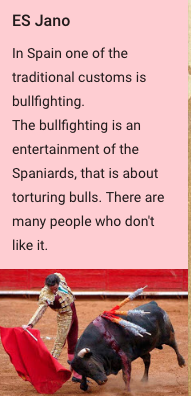 ES Jano
In Spain one of the
traditional customs is
bullfighting.
The bullfighting is an
entertainment of the
Spaniards, that is about
torturing bulls. There are
many people who don't
like it.